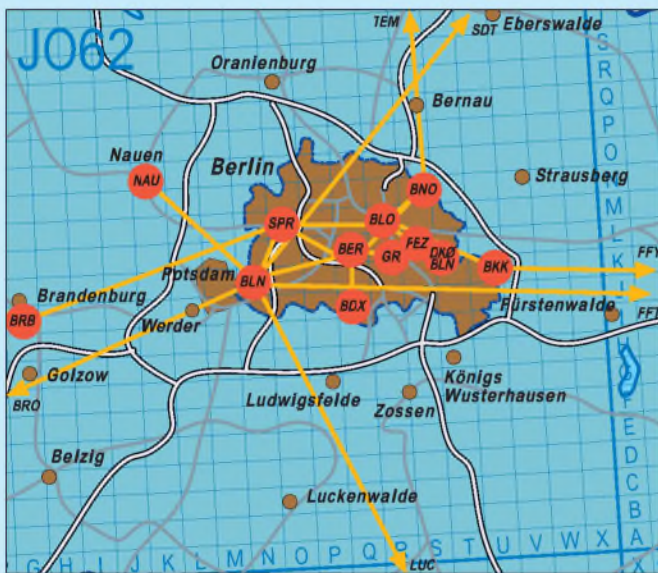 JO62
TEM
SDT
Eberswalde
Oranienburg
Bernau
Nauen
NAU
Berlin
BNO
Strausberg
SPR
BLO
BER
GR
FEZ
DKØ
BLN
BKK
FFY
Potsdam
BLN
BDX
Fürstenwalde
FFT
Brandenburg
BRB
Werder
Golzow
BRO
Ludwigsfelde
Zossen
Königs
Wusterhausen
Belzig
Luckenwalde
LUC
S
R
Q
P
O
N
M
L
K
E
D
C
B
A
G H I J K L M N O P Q R S T U V W X
X